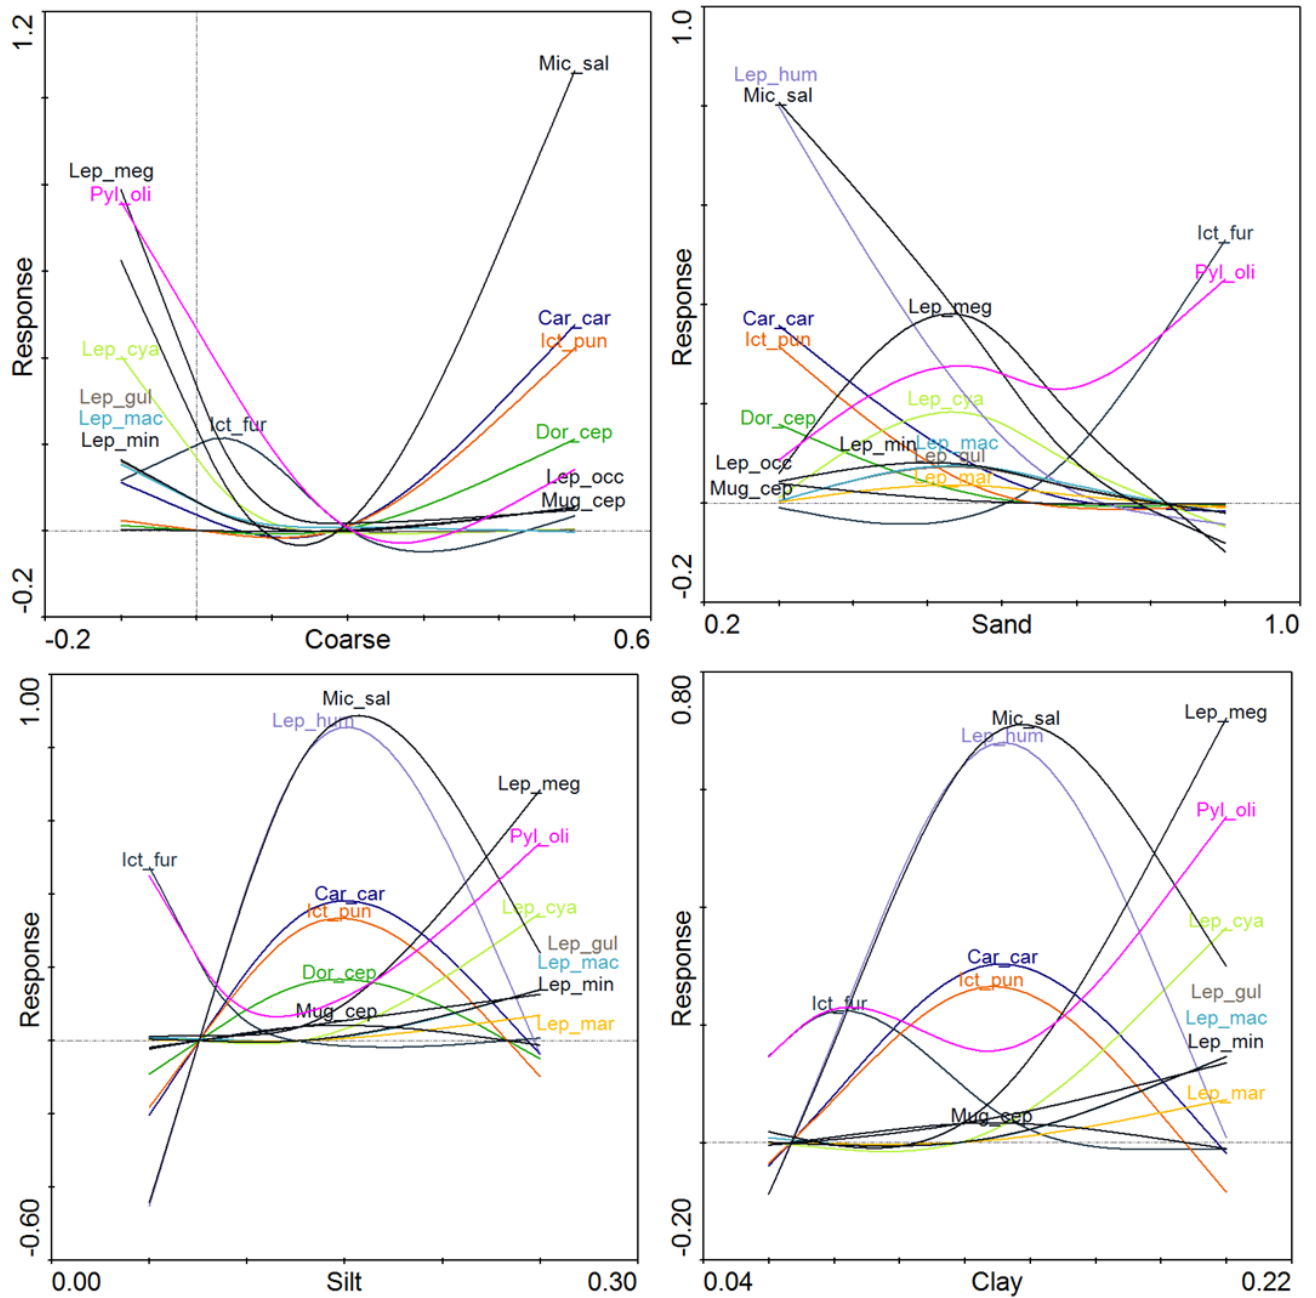 1.2
Response
-0.2
Mic_sal
Lep_meg
Pyl_oli
Car_car
Ict_pun
Lep_cya
Lep_gul
Lep_mac
Lep_min
Ict_fur
Dor_cep
Lep_occ
Mug_cep
-0.2
Coarse
0.6
1.0
Response
-0.2
Lep_hum
Mic_sal
Ict_fur
Pyl_oli
Lep_meg
Car_car
Ict_pun
Lep_cya
Dor_cep
Lep_min
Lep_mac
Lep_gul
Lep_occ
Lep_mar
Mug_cep
0.2
Sand
1.0
1.00
Response
-0.60
Mic_sal
Lep_hum
Lep_meg
Pyl_oli
Ict_fur
Car_car
Ict_pun
Lep_cya
Lep_gul
Lep_mac
Dor_cep
Lep_min
Mug_cep
Lep_mar
0.00
Silt
0.30
0.80
Response
-0.20
Lep_meg
Mic_sal
Lep_hum
Pyl_oli
Lep_cya
Car_car
Ict_pun
Lep_gul
Ict_fur
Lep_mac
Lep_min
Lep_mar
Mug_cep
0.04
Clay
0.22